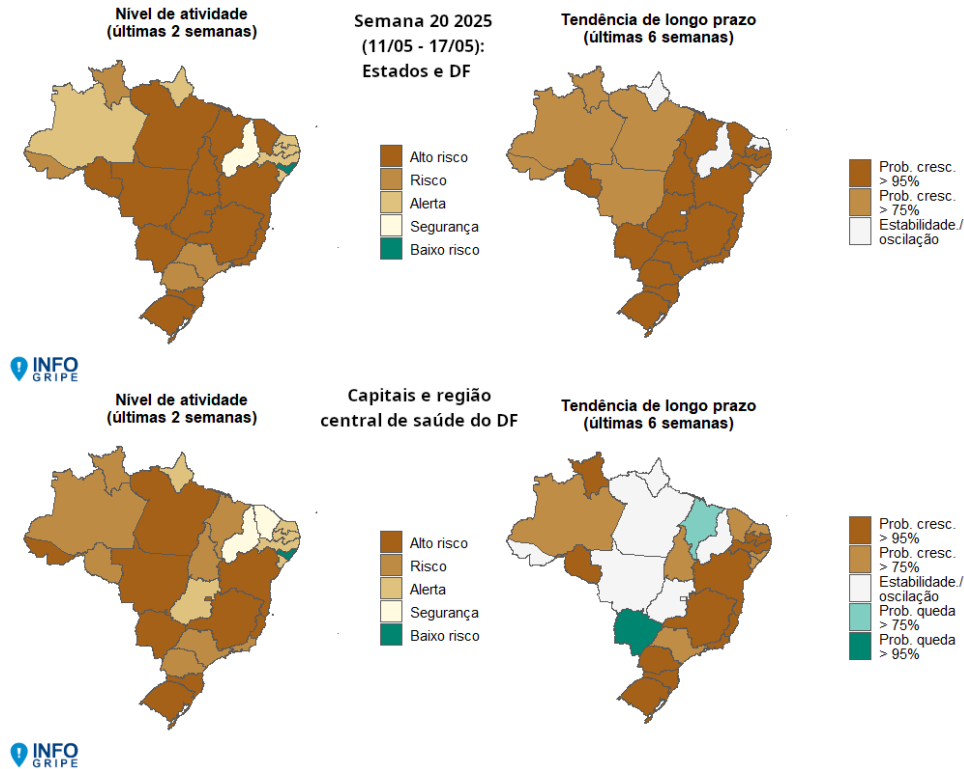 Nível de atividade
(últimas 2 semanas)
Semana 20 2025
(11/05 - 17/05):
Estados e DF
Tendência de longo prazo
(últimas 6 semanas)
Alto risco
Risco
Alerta
Segurança
Baixo risco
Prob. cresc.
> 95%
Prob. cresc.
> 75%
Estabilidade./
oscilação
INFO
GRIPE
Nível de atividade
(últimas 2 semanas)
Capitais e região
central de saúde do DF
Tendência de longo prazo
(últimas 6 semanas)
Alto risco
Risco
Alerta
Segurança
Baixo risco
Prob. cresc.
> 95%
Prob. cresc.
> 75%
Estabilidade./
oscilação
Prob. queda
> 75%
Prob. queda
> 95%
INFO
GRIPE